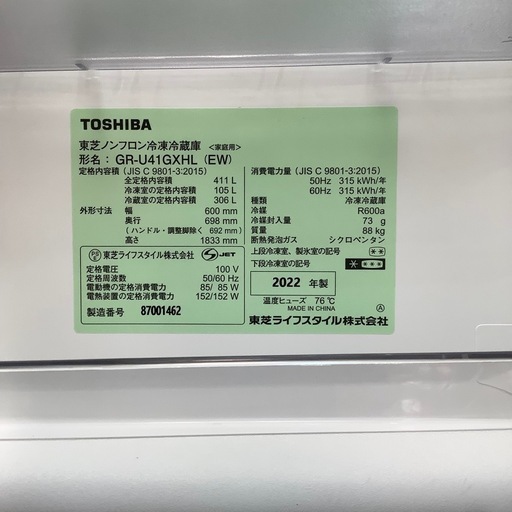 TOSHIBA
東芝ノンフロン冷凍冷蔵庫 <家庭用>
形名: GR-U41GXHL (EW)
定格内容積 (JIS C 9801-3:2015)
全定格内容積 411 L
冷凍室の定格内容積 105 L
冷蔵室の定格内容積 306 L
外形寸法 幅 600 mm
奥行 698 mm
(ハンドル・調整脚除く 692 mm)
高さ 1833 mm
東芝ライフスタイル株式会社 JET
定格電圧 100 V
定格周波数 50/60 Hz
電動機の定格消費電力 85/ 85 W
電熱装置の定格消費電力 152/152 W
製造番号 87001462
消費電力量 (JIS C 9801-3:2015)
50Hz 315 kWh/年
60Hz 315 kWh/年
種類 冷凍冷蔵庫
冷媒 R600a
冷媒封入量 73 g
質量 88 kg
断熱発泡ガス シクロペンタン
上段冷凍室、製氷室の記号
下段冷凍室の記号
2022 年製
温度ヒューズ 76℃
MADE IN CHINA Ⓐ
東芝ライフスタイル株式会社